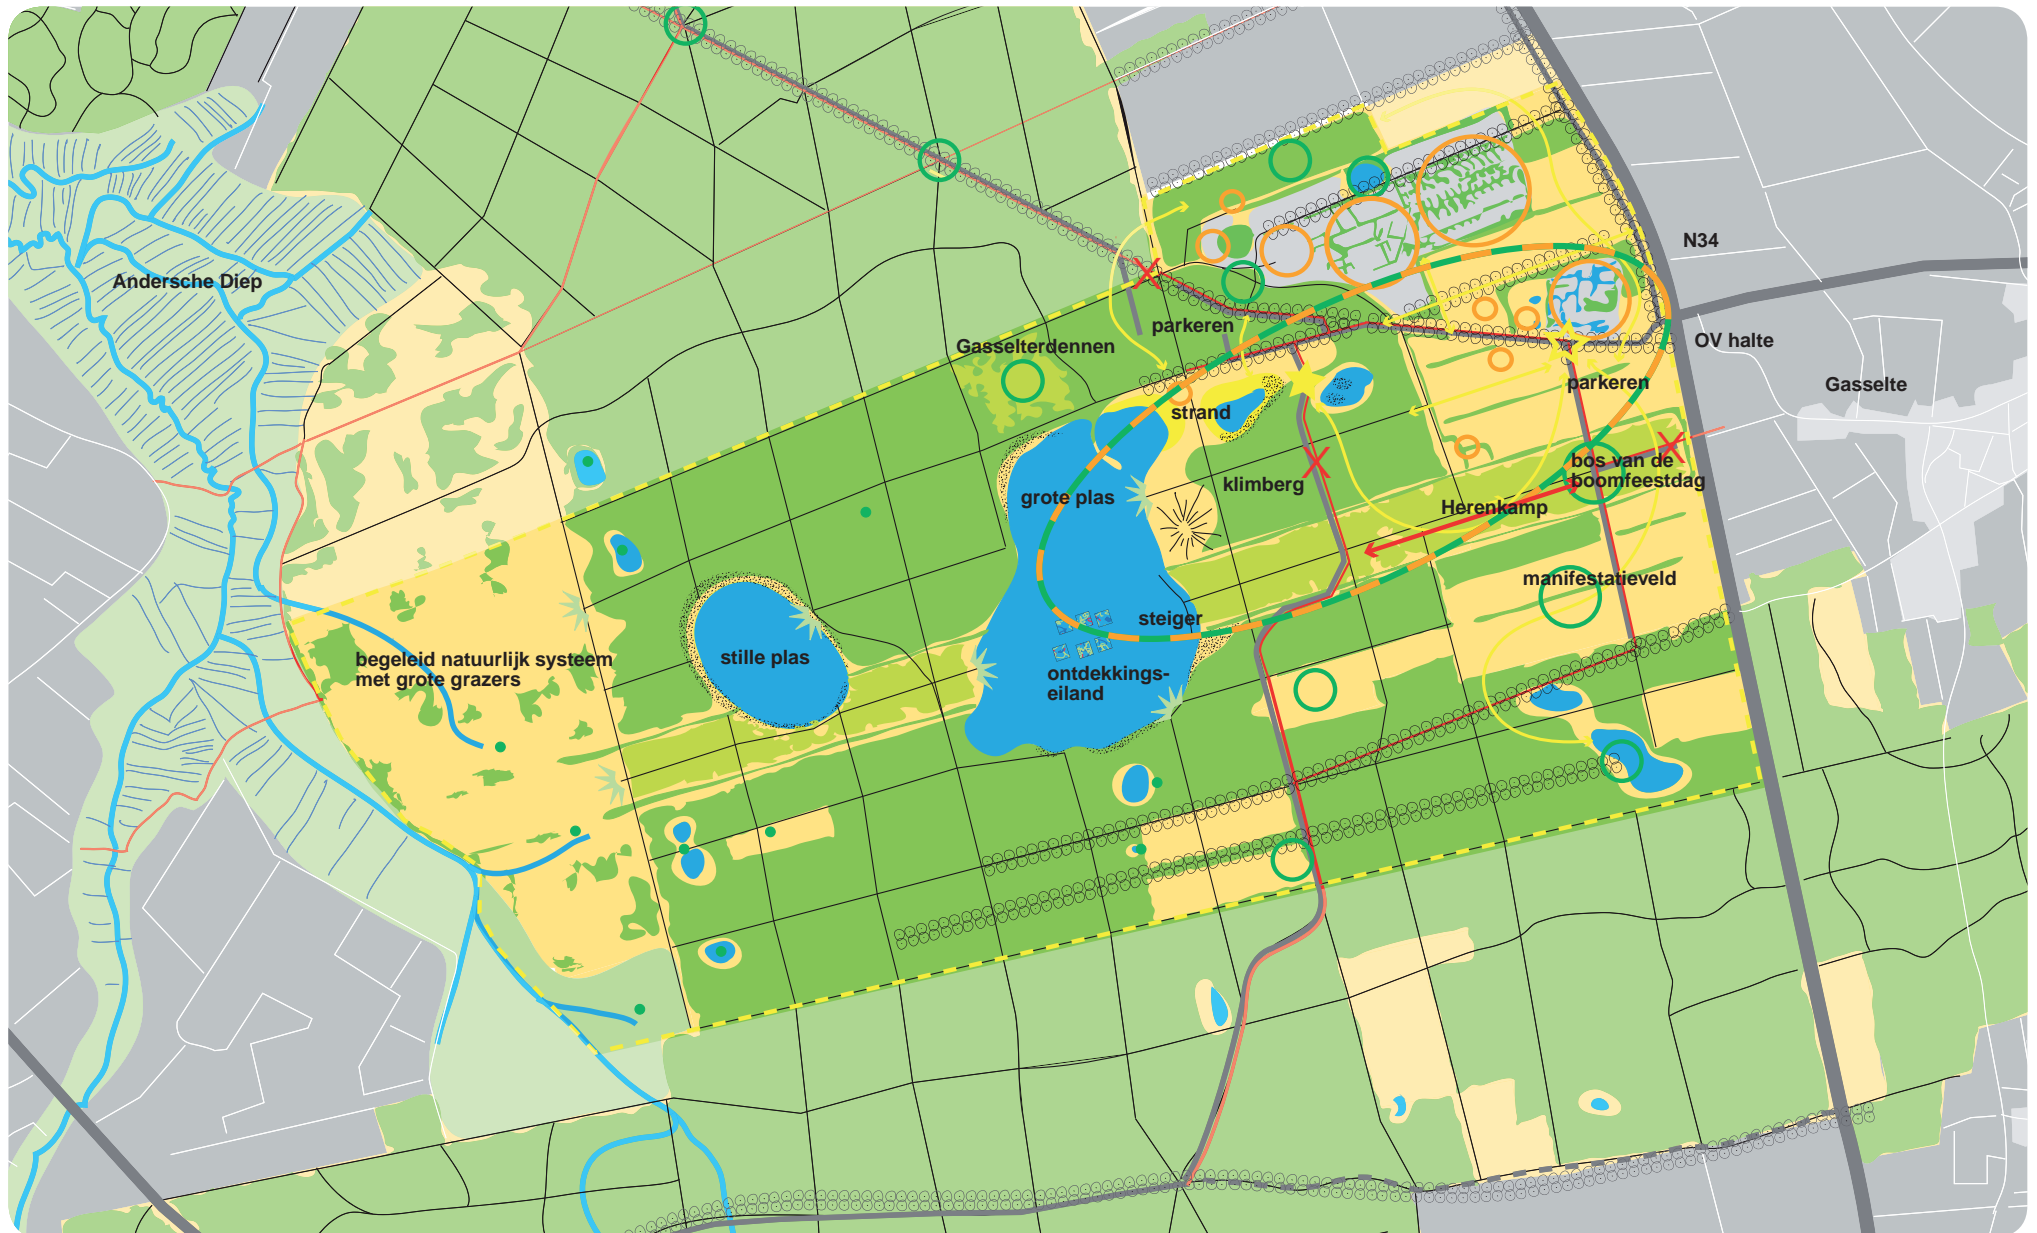 N34
Andersche Diep
parkeren
OV halte
Gasselterdennen
parkeren
Gasselte
strand
bos van de
boomfeestdag
klimberg
grote plas
Herenkamp
manifestatieveld
steiger
begeleid natuurlijk systeem
met grote grazers
stille plas
ontdekkings-
eiland